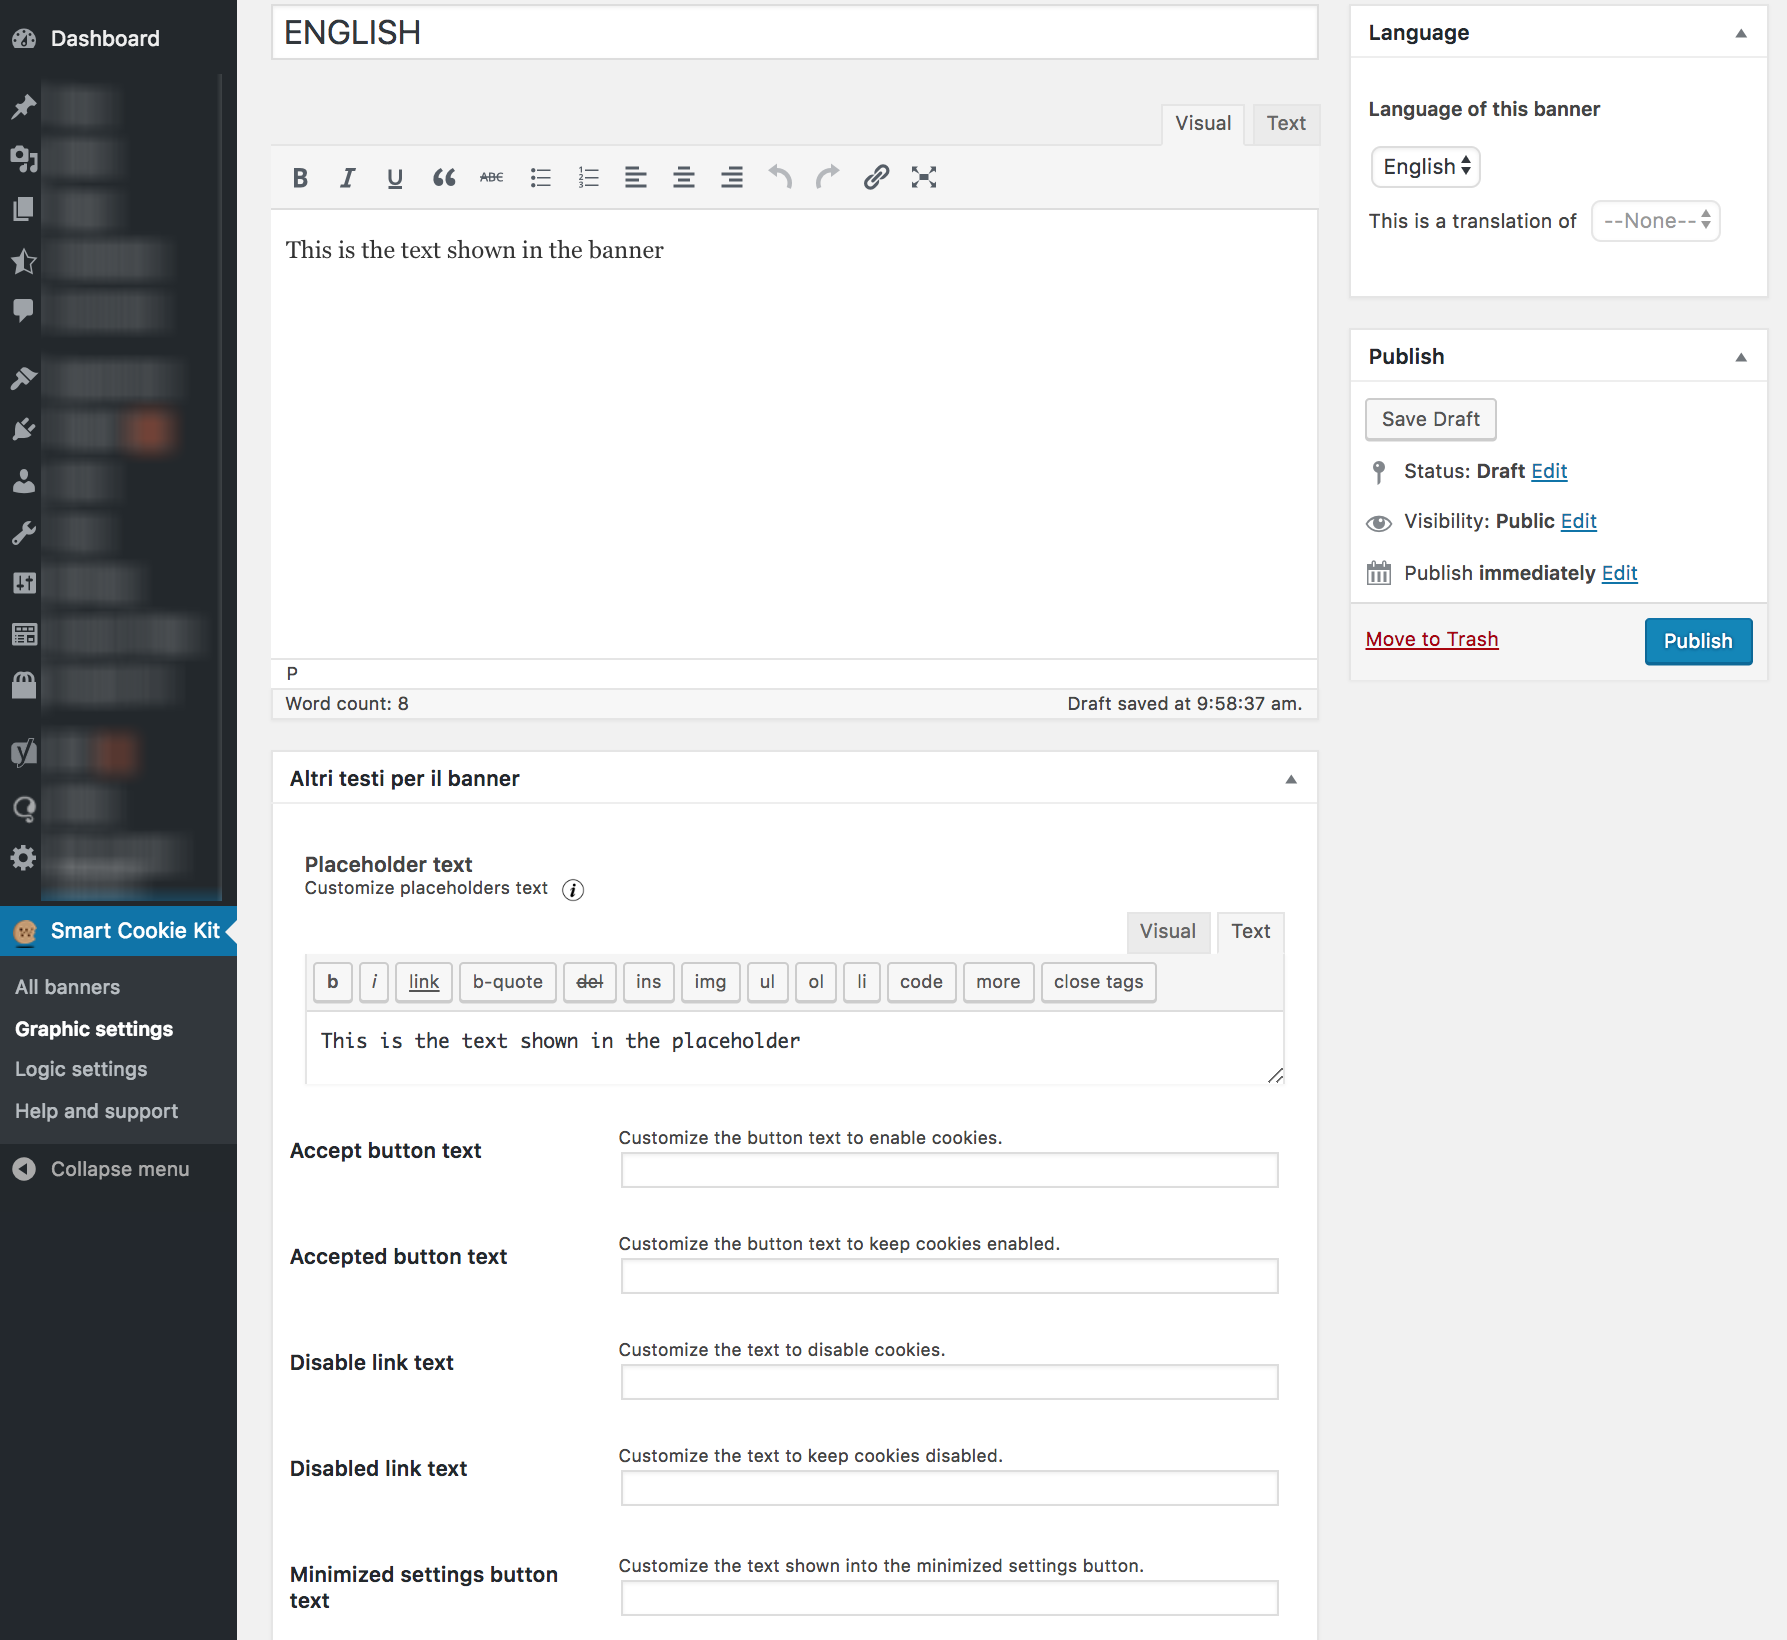 Dashboard
Smart Cookie Kit
All banners
Graphic settings
Logic settings
Help and support
Collapse menu
ENGLISH
Visual Text
B I U ABC
This is the text shown in the banner
P
Word count: 8 Draft saved at 9:58:37 am.
Altri testi per il banner
Placeholder text
Customize placeholders text i
Visual Text
b i link b-quote del ins img ul ol li code more close tags
This is the text shown in the placeholder
Accept button text
Customize the button text to enable cookies.
Accepted button text
Customize the button text to keep cookies enabled.
Disable link text
Customize the text to disable cookies.
Disabled link text
Customize the text to keep cookies disabled.
Minimized settings button
text
Customize the text shown into the minimized settings button.
Language
Language of this banner
English
This is a translation of --None--
Publish
Save Draft
Status: Draft Edit
Visibility: Public Edit
Publish immediately Edit
Move to Trash Publish